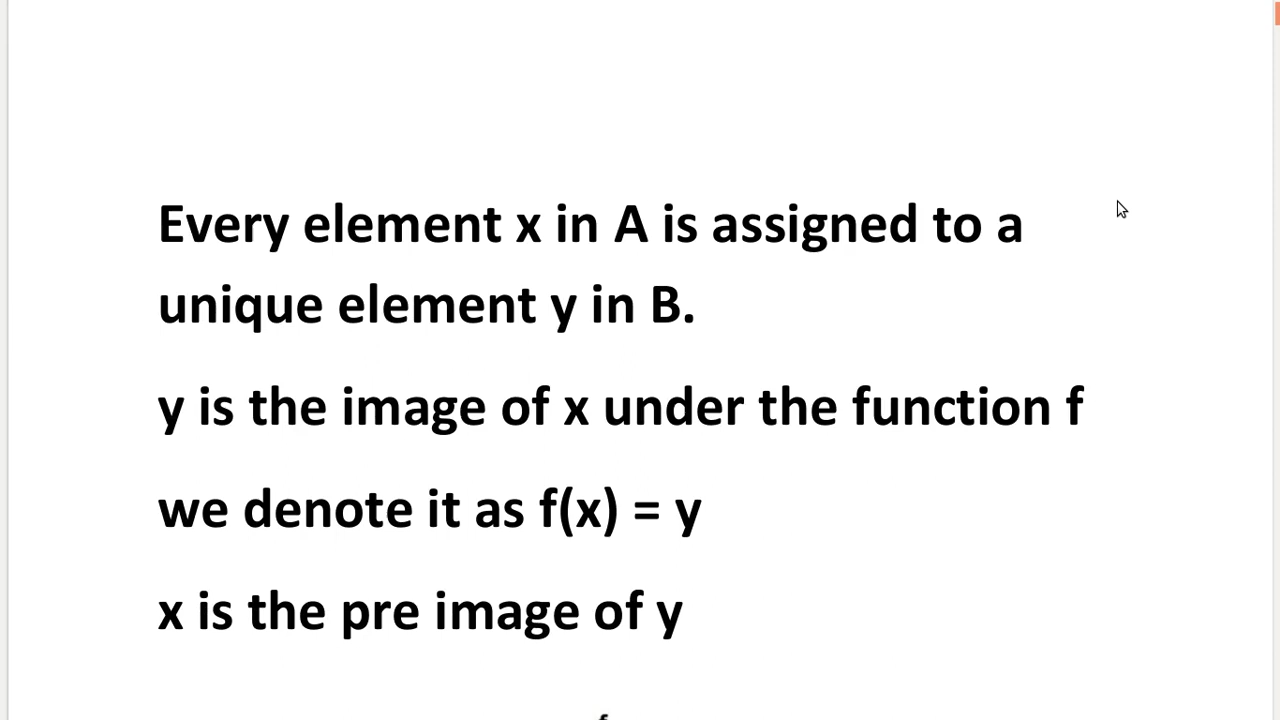 Every element x in A is assigned to a
unique element y in B.
y is the image of x under the function f
we denote it as f(x) = y
x is the pre image of y